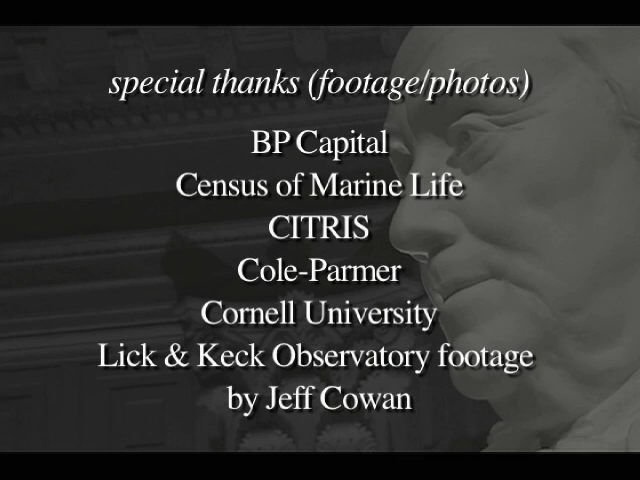 special thanks (footage/photos)
BP Capital
Census of Marine Life
CITRIS
Cole-Parmer
Cornell University
Lick & Keck Observatory footage
by Jeff Cowan